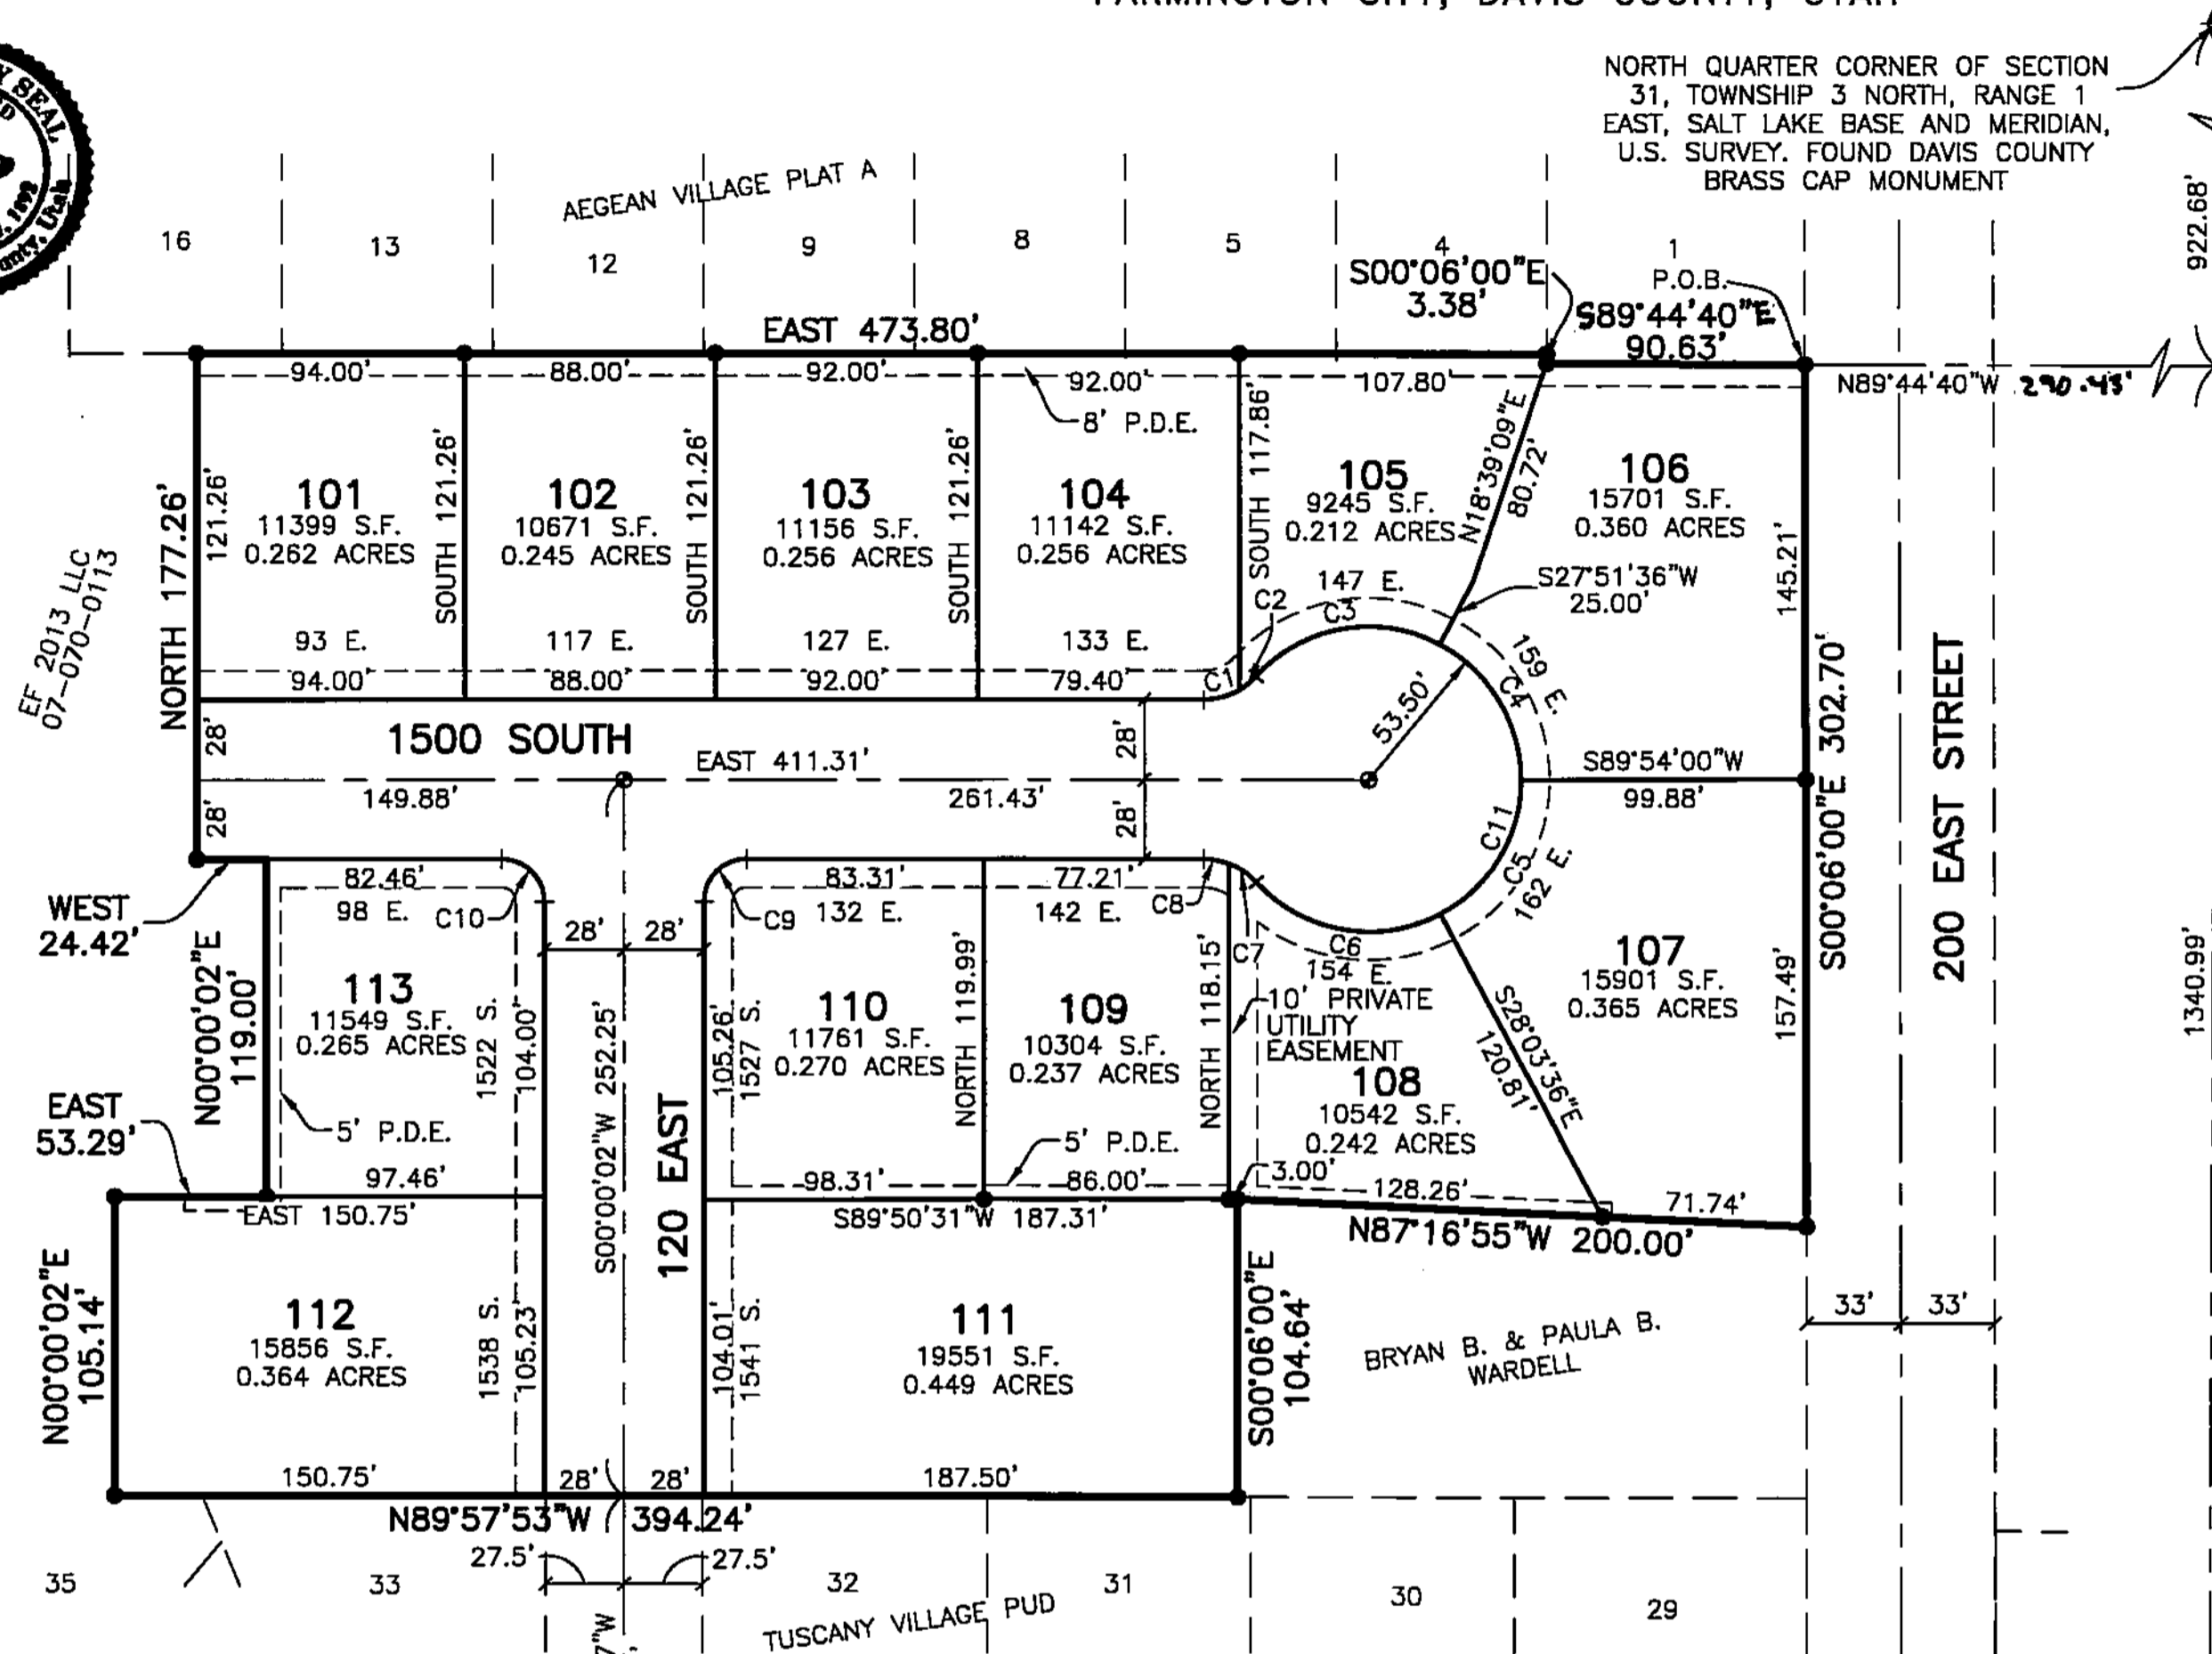 FARMINGTON CITY, DAVIS COUNTY, UTAH
SEAL
1892
County, Utah
NORTH QUARTER CORNER OF SECTION
31, TOWNSHIP 3 NORTH, RANGE 1
EAST, SALT LAKE BASE AND MERIDIAN,
U.S. SURVEY. FOUND DAVIS COUNTY
BRASS CAP MONUMENT
922.68'
AEGEAN VILLAGE PLAT A
16
13
12
9
8
5
4
1
S00°06'00"E
3.38'
P.O.B.
S89°44'40"E
90.63'
EAST 473.80'
N89°44'40"W 290.43'
94.00'
88.00'
92.00'
92.00'
107.80'
8' P.D.E.
EF 2013 LLC
07-070-0113
NORTH 177.26'
121.26'
101
11399 S.F.
0.262 ACRES
93 E.
94.00'
SOUTH 121.26'
102
10671 S.F.
0.245 ACRES
117 E.
88.00'
SOUTH 121.26'
103
11156 S.F.
0.256 ACRES
127 E.
92.00'
SOUTH 121.26'
104
11142 S.F.
0.256 ACRES
133 E.
79.40'
SOUTH 117.86'
105
9245 S.F.
0.212 ACRES
147 E.
C1
C2
C3
N18°39'09"E
80.72'
106
15701 S.F.
0.360 ACRES
S27°51'36"W
25.00'
159 E.
C4
145.21'
S00°06'00"E 302.70'
200 EAST STREET
1340.99'
28'
28'
1500 SOUTH
EAST 411.31'
149.88'
261.43'
28'
28'
53.50'
S89°54'00"W
99.88'
C11
C5
162 E.
WEST
24.42'
82.46'
98 E.
C10
28'
28'
C9
83.31'
132 E.
77.21'
142 E.
C8
C7
C6
154 E.
N00°00'02"E
119.00'
113
11549 S.F.
0.265 ACRES
1522 S.
104.00'
5' P.D.E.
97.46'
S00°00'02"W 252.25'
120 EAST
105.26'
1527 S.
110
11761 S.F.
0.270 ACRES
98.31'
NORTH 119.99'
109
10304 S.F.
0.237 ACRES
5' P.D.E.
86.00'
NORTH 118.15'
10' PRIVATE
UTILITY
EASEMENT
108
10542 S.F.
0.242 ACRES
3.00'
128.26'
S28°03'36"E
120.81'
107
15901 S.F.
0.365 ACRES
157.49'
71.74'
N87°16'55"W 200.00'
EAST
53.29'
EAST 150.75'
S89°50'31"W 187.31'
N00°00'02"E
105.14'
112
15856 S.F.
0.364 ACRES
1538 S.
105.23'
150.75'
104.01'
1541 S.
111
19551 S.F.
0.449 ACRES
187.50'
S00°06'00"E
104.64'
BRYAN B. & PAULA B.
WARDELL
33'
33'
28'
28'
N89°57'53"W 394.24'
27.5'
27.5'
35
33
32
31
30
29
TUSCANY VILLAGE PUD
7"W